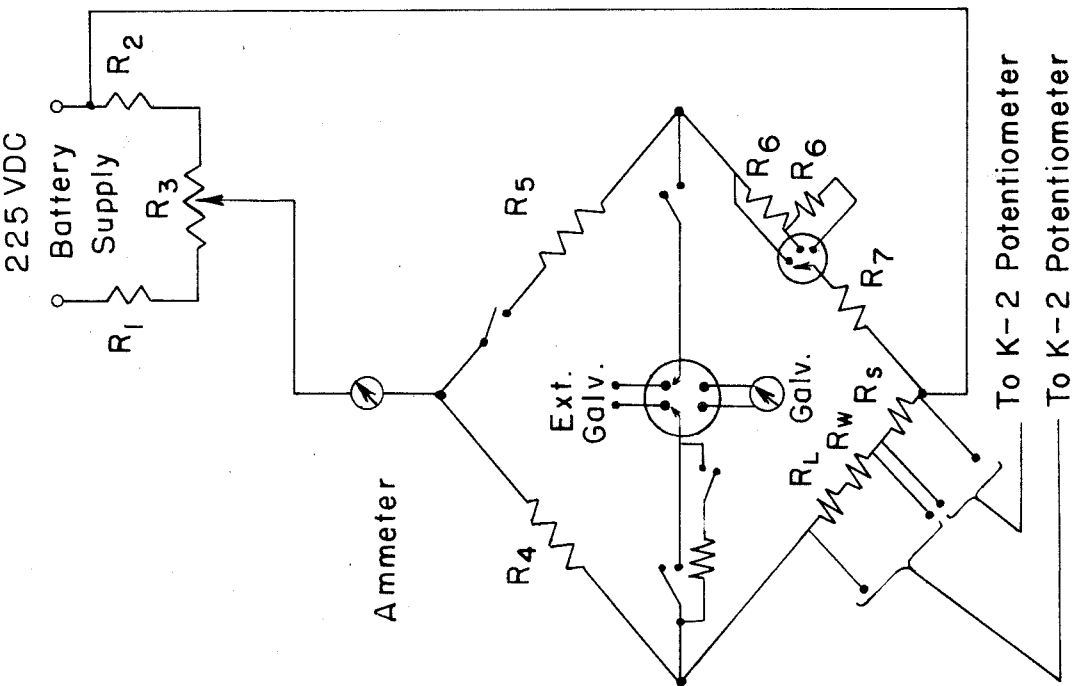 225 VDC
Battery
Supply
R1
R2
R3
Ammeter
R4
R5
Ext.
Galv.
Galv.
R6
R6
R7
RL
RW
RS
To K-2 Potentiometer
To K-2 Potentiometer